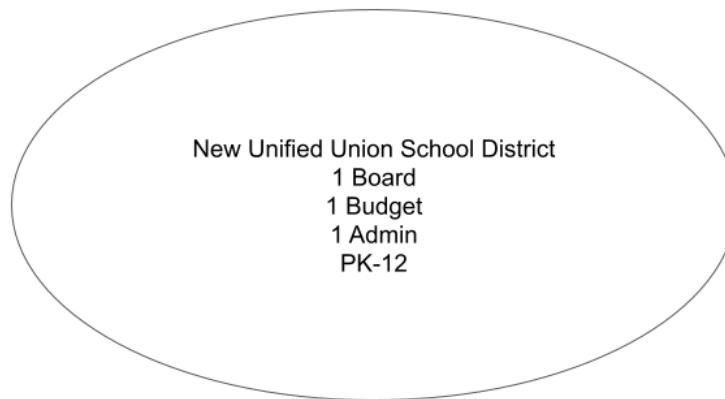 New Unified Union School District
1 Board
1 Budget
1 Admin
PK-12